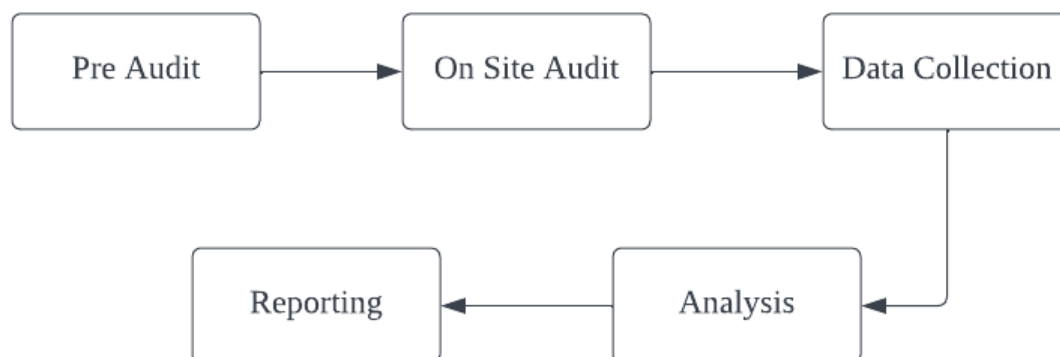 Pre Audit
On Site Audit
Data Collection
Analysis
Reporting